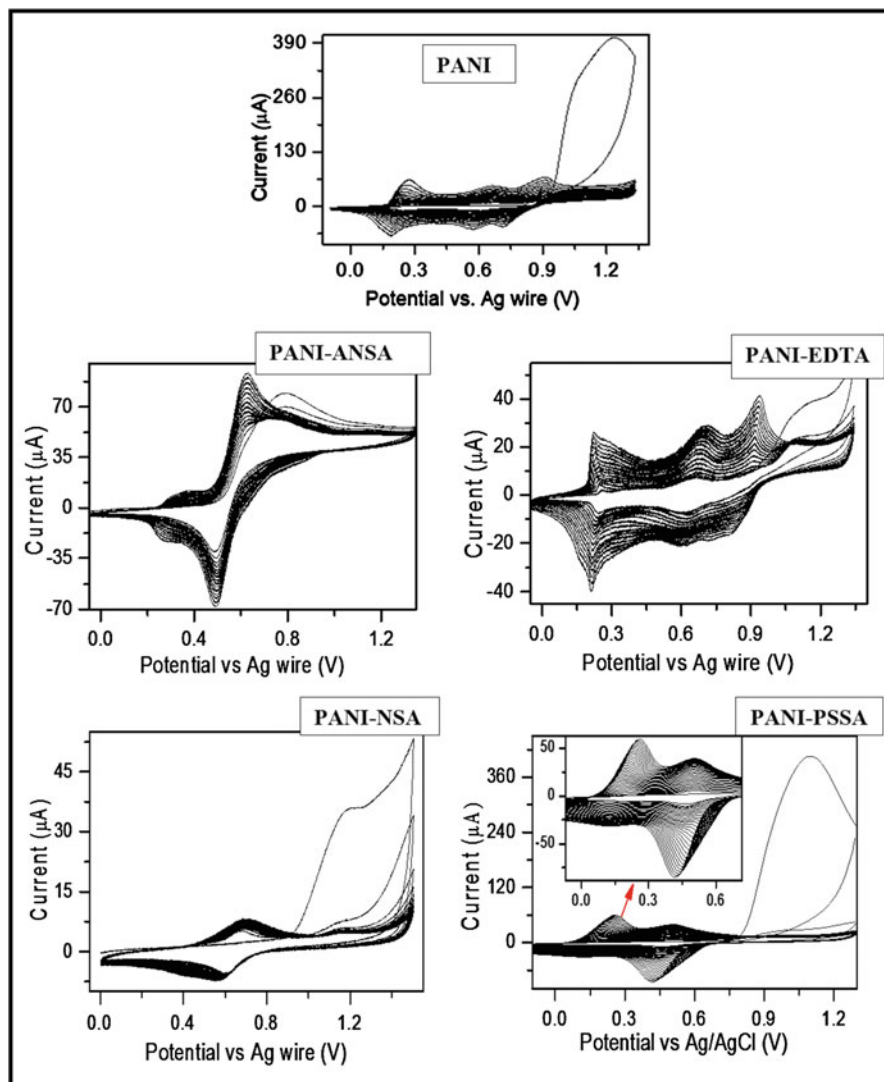 PANI
Current (µA)
390
260
130
0
0.0 0.3 0.6 0.9 1.2
Potential vs. Ag wire (V)
PANI-ANSA
Current (µA)
70
35
0
-35
-70
0.0 0.4 0.8 1.2
Potential vs Ag wire (V)
PANI-EDTA
Current (µA)
40
20
0
-20
-40
0.0 0.3 0.6 0.9 1.2
Potential vs Ag wire (V)
PANI-NSA
Current (µA)
45
30
15
0
0.0 0.4 0.8 1.2
Potential vs Ag wire (V)
PANI-PSSA
Current (µA)
360
240
120
60
0
50
0
-50
0.0 0.3 0.6
0.0 0.3 0.6 0.9 1.2
Potential vs Ag/AgCl (V)